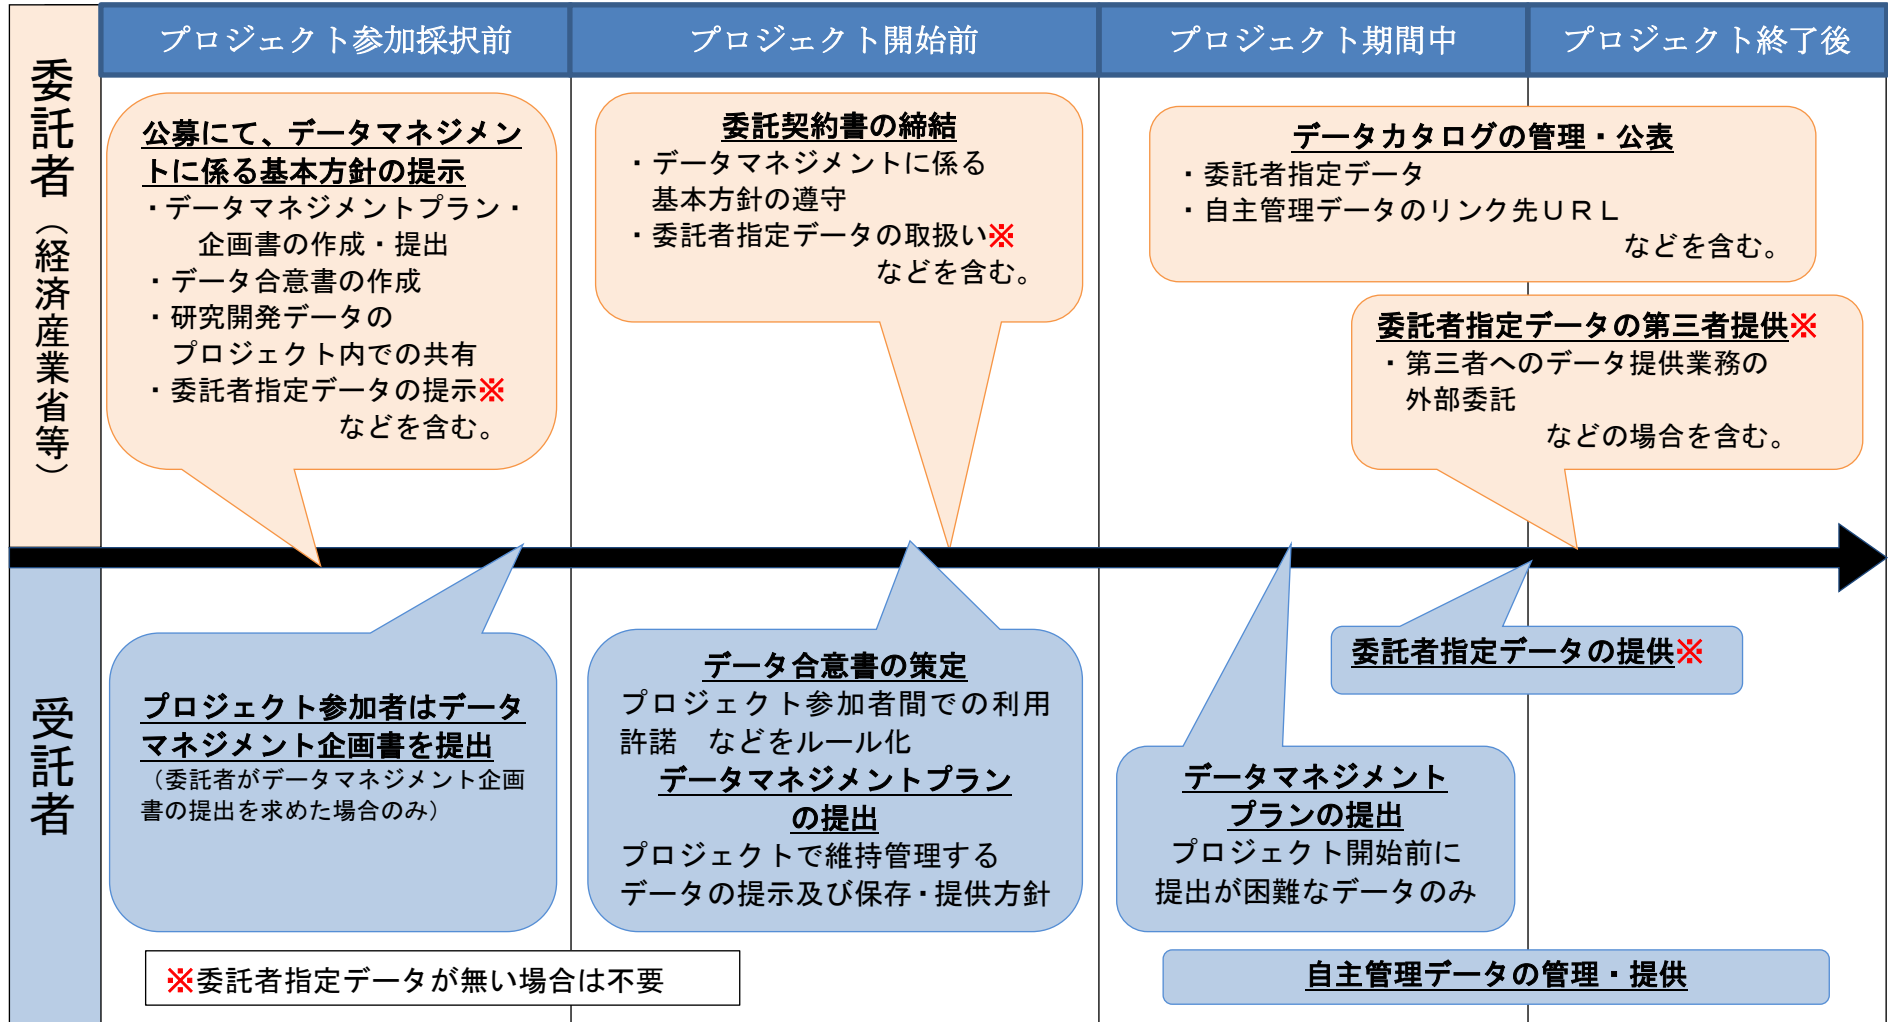 プロジェクト参加採択前
プロジェクト開始前
プロジェクト期間中
プロジェクト終了後
委託者（経済産業省等）
公募にて、データマネジメン
トに係る基本方針の提示
・データマネジメントプラン・
企画書の作成・提出
・データ合意書の作成
・研究開発データの
プロジェクト内での共有
・委託者指定データの提示※
などを含む。
委託契約書の締結
・データマネジメントに係る
基本方針の遵守
・委託者指定データの取扱い※
などを含む。
データカタログの管理・公表
・委託者指定データ
・自主管理データのリンク先ＵＲＬ
などを含む。
委託者指定データの第三者提供※
・第三者へのデータ提供業務の
外部委託
などの場合を含む。
受託者
プロジェクト参加者はデータ
マネジメント企画書を提出
（委託者がデータマネジメント企画
書の提出を求めた場合のみ）
データ合意書の策定
プロジェクト参加者間での利用
許諾　などをルール化
データマネジメントプラン
の提出
プロジェクトで維持管理する
データの提示及び保存・提供方針
データマネジメント
プランの提出
プロジェクト開始前に
提出が困難なデータのみ
委託者指定データの提供※
自主管理データの管理・提供
※委託者指定データが無い場合は不要